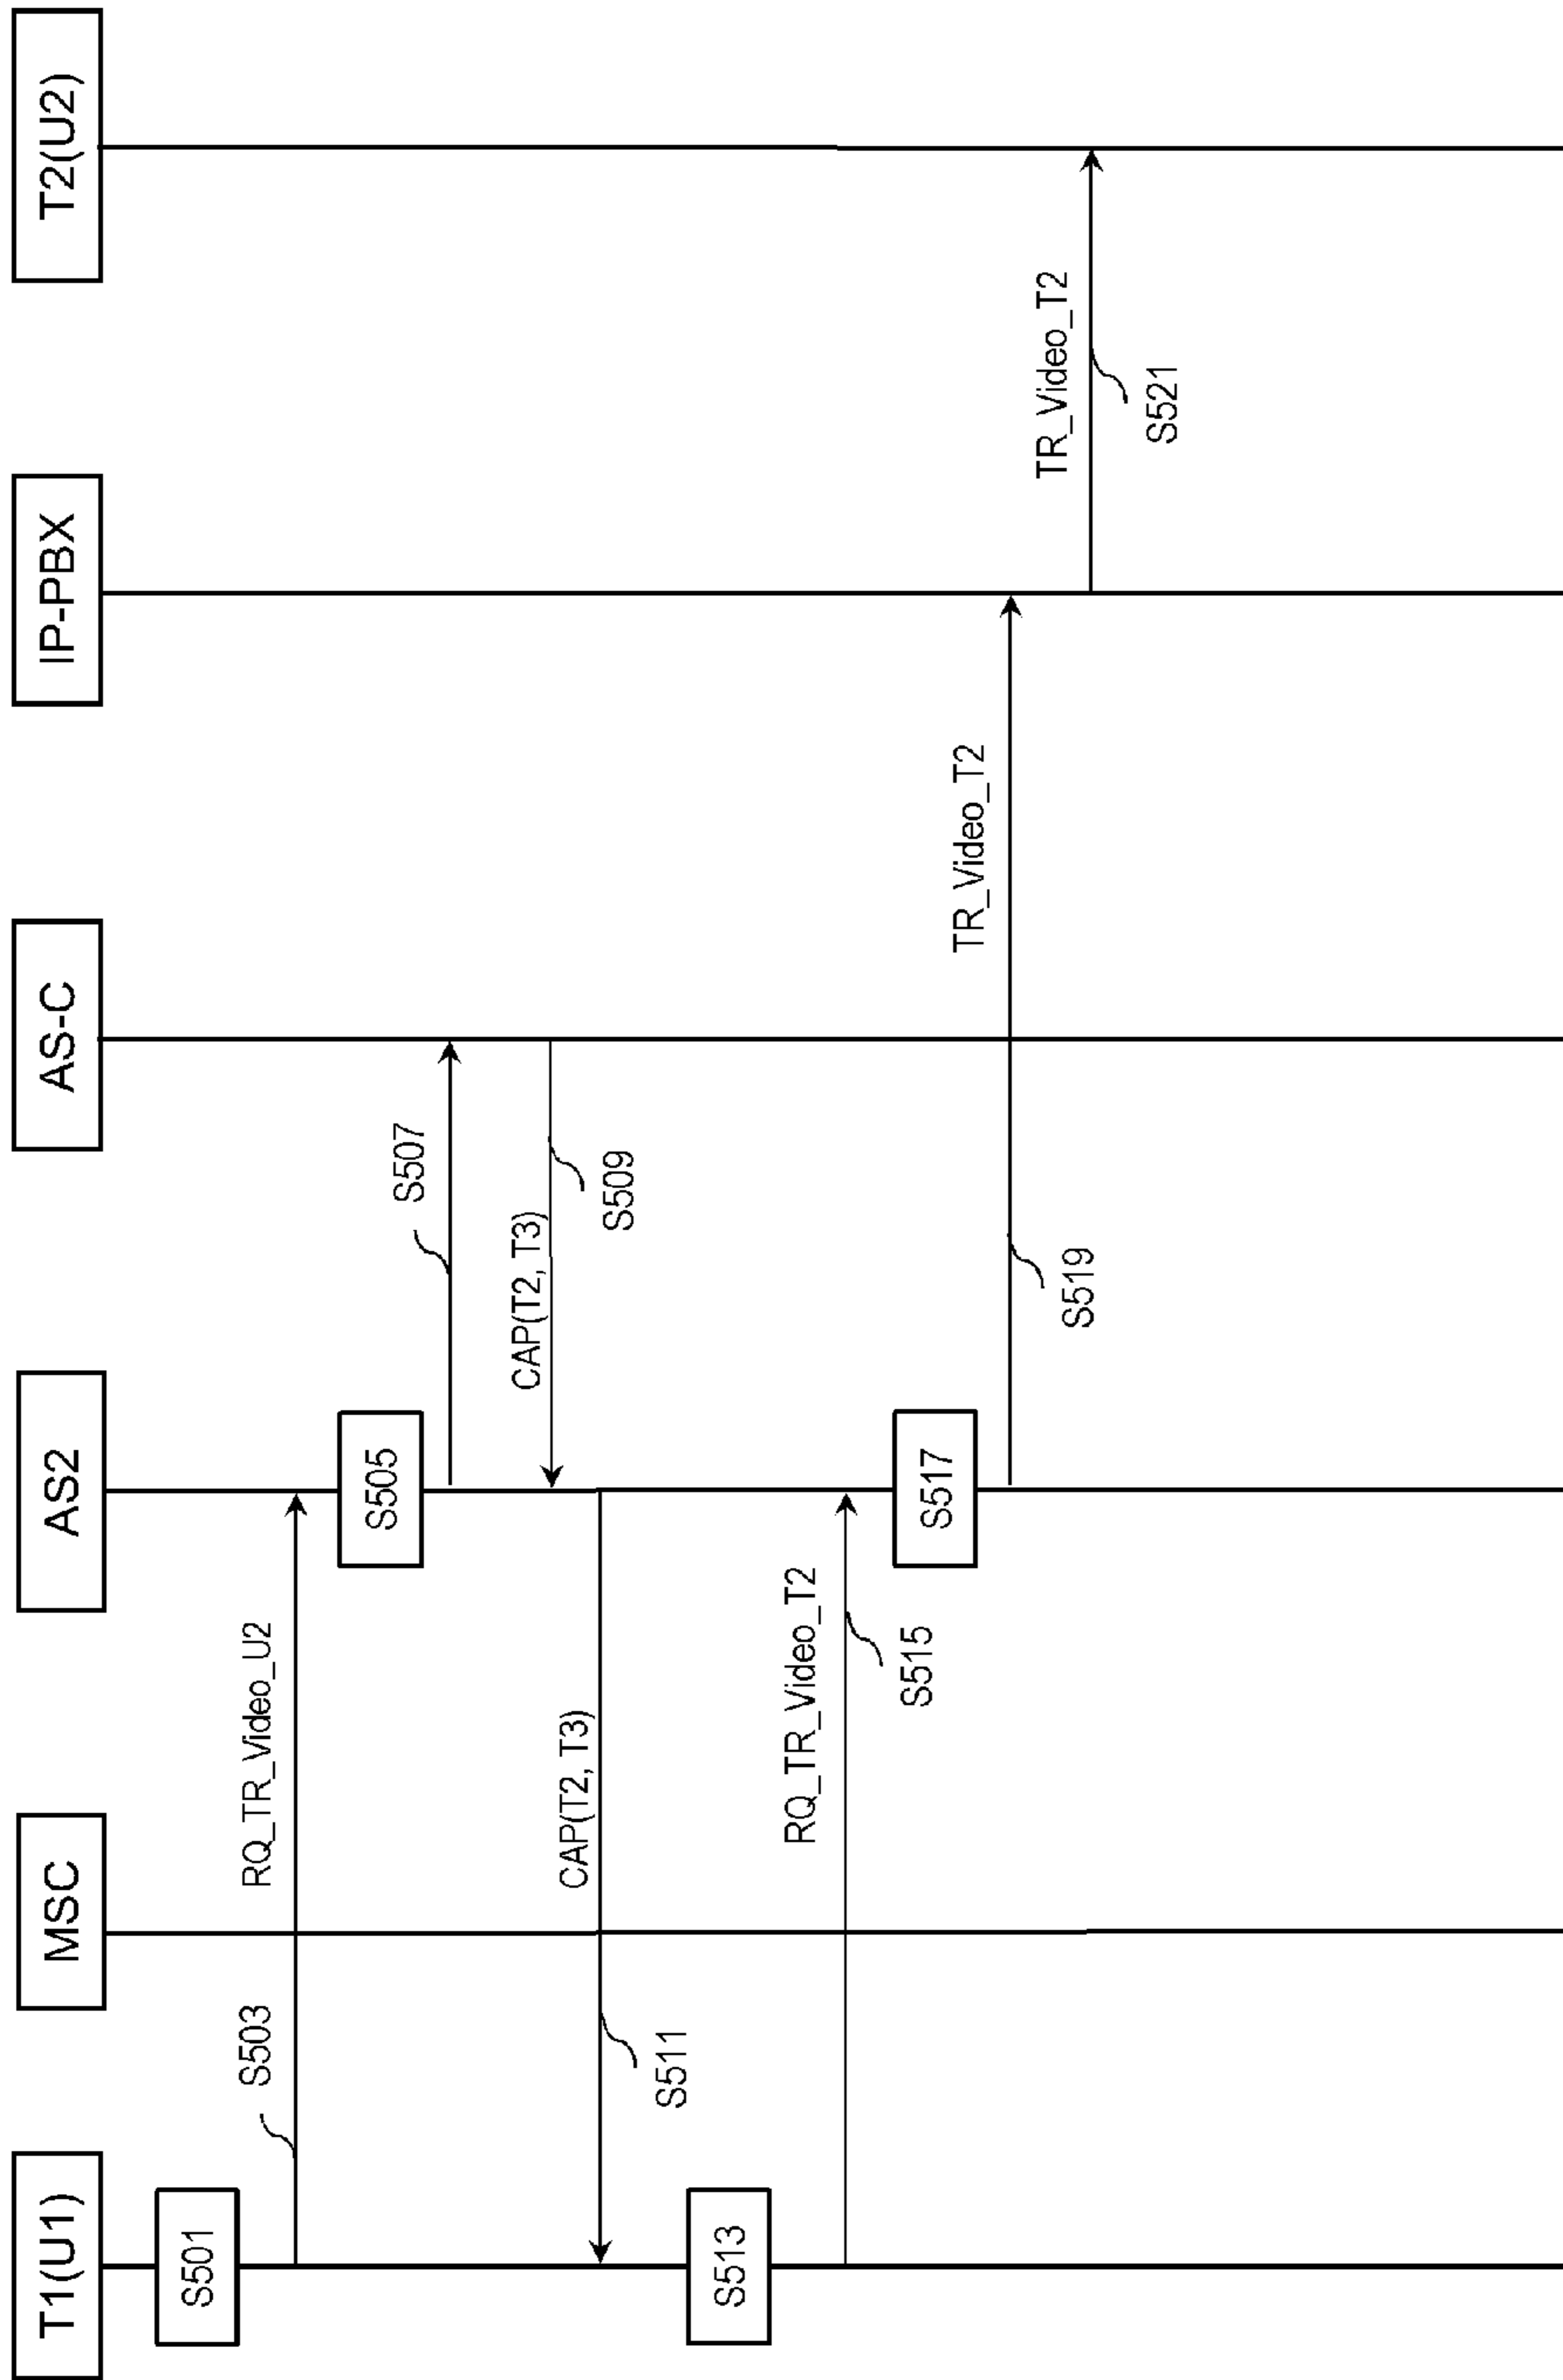 T1(U1)
MSC
AS2
AS-C
IP-PBX
T2(U2)
S501
S503
RQ_TR_Video_U2
S505
S507
CAP(T2, T3)
S509
CAP(T2, T3)
S511
S513
RQ_TR_Video_T2
S515
S517
TR_Video_T2
S519
TR_Video_T2
S521